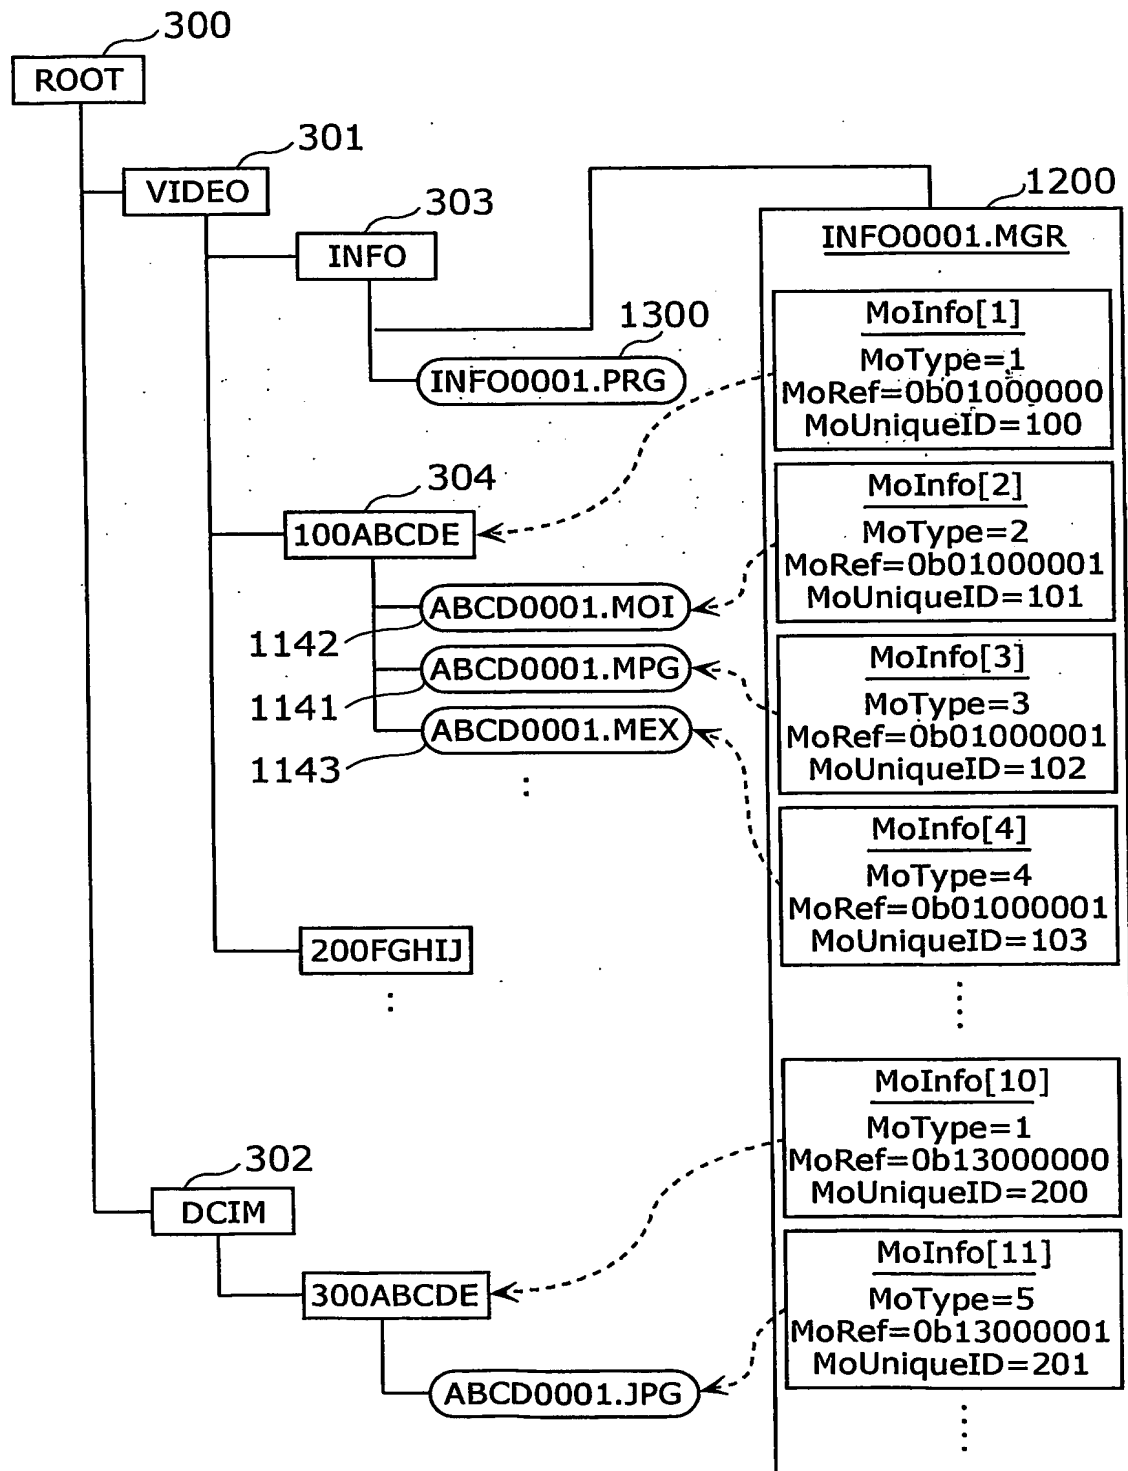 300
ROOT
301
VIDEO
303
INFO
1300
INFO0001.PRG
304
100ABCDE
ABCD0001.MOI
1142
ABCD0001.MPG
1141
ABCD0001.MEX
1143
:
200FGHIJ
:
302
DCIM
300ABCDE
ABCD0001.JPG
1200
INFO0001.MGR
MoInfo[1]
MoType=1
MoRef=0b01000000
MoUniqueID=100
MoInfo[2]
MoType=2
MoRef=0b01000001
MoUniqueID=101
MoInfo[3]
MoType=3
MoRef=0b01000001
MoUniqueID=102
MoInfo[4]
MoType=4
MoRef=0b01000001
MoUniqueID=103
MoInfo[10]
MoType=1
MoRef=0b13000000
MoUniqueID=200
MoInfo[11]
MoType=5
MoRef=0b13000001
MoUniqueID=201